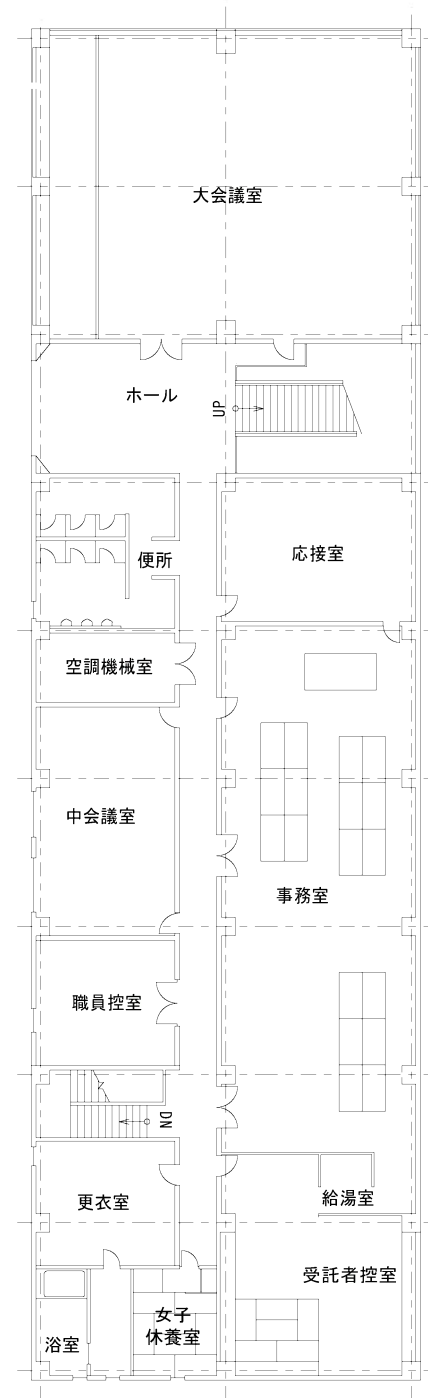 大会議室
ホール
UP
便所
応接室
空調機械室
中会議室
事務室
職員控室
DN
更衣室
給湯室
受託者控室
女子
休養室
浴室